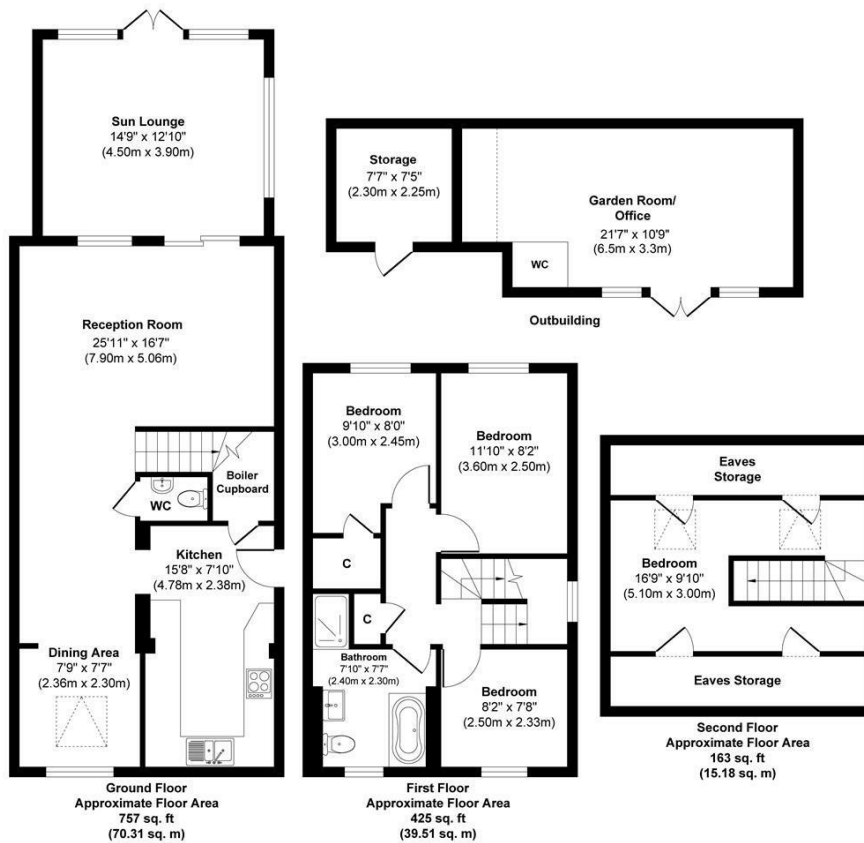 Sun Lounge
14'9" x 12'10"
(4.50m x 3.90m)
Storage
7'7" x 7'5"
(2.30m x 2.25m)
Garden Room/
Office
21'7" x 10'9"
(6.5m x 3.3m)
WC
Outbuilding
Reception Room
25'11" x 16'7"
(7.90m x 5.06m)
Boiler
Cupboard
WC
Kitchen
15'8" x 7'10"
(4.78m x 2.38m)
Dining Area
7'9" x 7'7"
(2.36m x 2.30m)
Ground Floor
Approximate Floor Area
757 sq. ft
(70.31 sq. m)
Bedroom
9'10" x 8'0"
(3.00m x 2.45m)
Bedroom
11'10" x 8'2"
(3.60m x 2.50m)
C
C
Bathroom
7'10" x 7'7"
(2.40m x 2.30m)
Bedroom
8'2" x 7'8"
(2.50m x 2.33m)
First Floor
Approximate Floor Area
425 sq. ft
(39.51 sq. m)
Eaves
Storage
Bedroom
16'9" x 9'10"
(5.10m x 3.00m)
Eaves Storage
Second Floor
Approximate Floor Area
163 sq. ft
(15.18 sq. m)